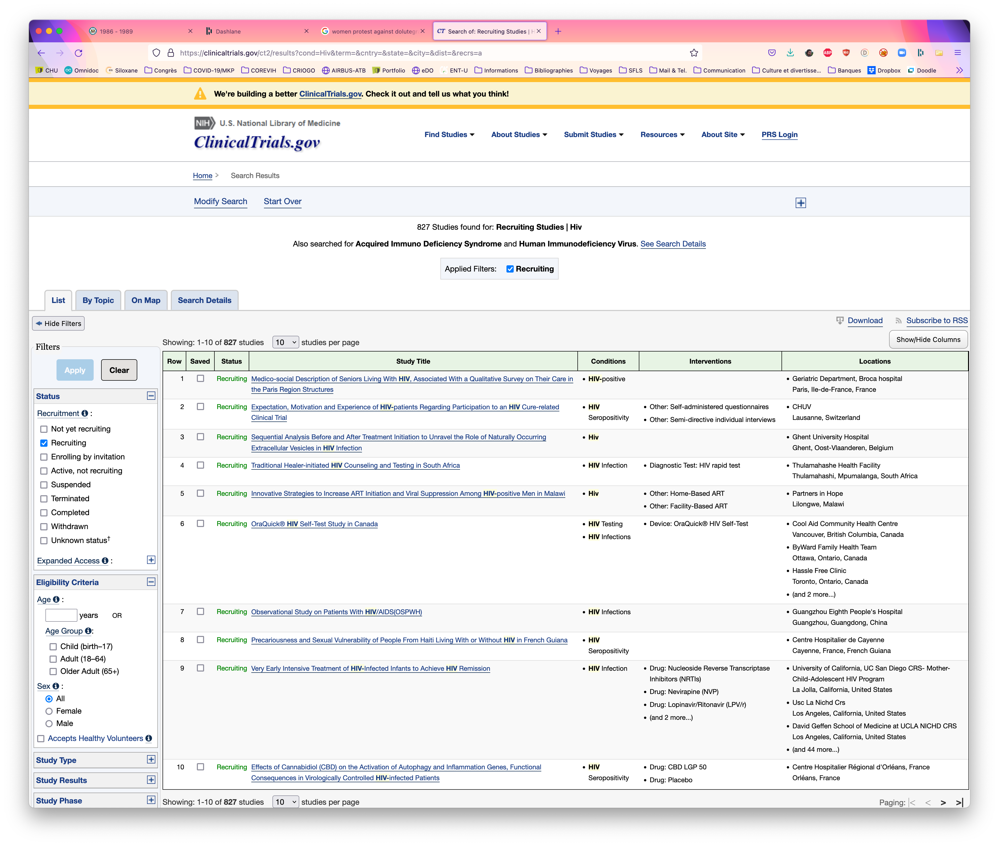 1986 - 1989
Dashlane
women protest against dolutegr
CT Search of: Recruiting Studies | H
https://clinicaltrials.gov/ct2/results?cond=Hiv&term=&cntry=&state=&city=&dist=&recrs=a
ABP
CHU Omnidoc Siloxane Congrès COVID-19/MKP COREVIH CRIOGO AIRBUS-ATB Portfolio eDO ENT-U Informations Bibliographies Voyages SFLS Mail & Tel. Communication Culture et divertisse... Banques Dropbox Doodle
We're building a better ClinicalTrials.gov. Check it out and tell us what you think!
NIH U.S. National Library of Medicine
ClinicalTrials.gov
Find Studies About Studies Submit Studies Resources About Site PRS Login
Home > Search Results
Modify Search Start Over
827 Studies found for: Recruiting Studies | Hiv
Also searched for Acquired Immuno Deficiency Syndrome and Human Immunodeficiency Virus. See Search Details
Applied Filters: Recruiting
List By Topic On Map Search Details
Hide Filters
Download Subscribe to RSS
Showing: 1-10 of 827 studies 10 studies per page
Show/Hide Columns
Filters
Apply Clear
Status
Recruitment :
Not yet recruiting
Recruiting
Enrolling by invitation
Active, not recruiting
Suspended
Terminated
Completed
Withdrawn
Unknown status†
Expanded Access :
Eligibility Criteria
Age :
years OR
Age Group :
Child (birth–17)
Adult (18–64)
Older Adult (65+)
Sex :
All
Female
Male
Accepts Healthy Volunteers
Study Type
Study Results
Study Phase
Row Saved Status Study Title Conditions Interventions Locations
1 Recruiting Medico-social Description of Seniors Living With HIV, Associated With a Qualitative Survey on Their Care in
the Paris Region Structures
• HIV-positive
• Geriatric Department, Broca hospital
Paris, Ile-de-France, France
2 Recruiting Expectation, Motivation and Experience of HIV-patients Regarding Participation to an HIV Cure-related
Clinical Trial
• HIV
Seropositivity
• Other: Self-administered questionnaires
• Other: Semi-directive individual interviews
• CHUV
Lausanne, Switzerland
3 Recruiting Sequential Analysis Before and After Treatment Initiation to Unravel the Role of Naturally Occurring
Extracellular Vesicles in HIV Infection
• Hiv
• Ghent University Hospital
Ghent, Oost-Vlaanderen, Belgium
4 Recruiting Traditional Healer-initiated HIV Counseling and Testing in South Africa
• HIV Infection
• Diagnostic Test: HIV rapid test
• Thulamahashe Health Facility
Thulamahashi, Mpumalanga, South Africa
5 Recruiting Innovative Strategies to Increase ART Initiation and Viral Suppression Among HIV-positive Men in Malawi
• Hiv
• Other: Home-Based ART
• Other: Facility-Based ART
• Partners in Hope
Lilongwe, Malawi
6 Recruiting OraQuick® HIV Self-Test Study in Canada
• HIV Testing
• HIV Infections
• Device: OraQuick® HIV Self-Test
• Cool Aid Community Health Centre
Vancouver, British Columbia, Canada
• ByWard Family Health Team
Ottawa, Ontario, Canada
• Hassle Free Clinic
Toronto, Ontario, Canada
• (and 2 more...)
7 Recruiting Observational Study on Patients With HIV/AIDS(OSPWH)
• HIV Infections
• Guangzhou Eighth People's Hospital
Guangzhou, Guangdong, China
8 Recruiting Precariousness and Sexual Vulnerability of People From Haiti Living With or Without HIV in French Guiana
• HIV
Seropositivity
• Centre Hospitalier de Cayenne
Cayenne, France, French Guiana
9 Recruiting Very Early Intensive Treatment of HIV-Infected Infants to Achieve HIV Remission
• HIV Infection
• Drug: Nucleoside Reverse Transcriptase
Inhibitors (NRTIs)
• Drug: Nevirapine (NVP)
• Drug: Lopinavir/Ritonavir (LPV/r)
• (and 2 more...)
• University of California, UC San Diego CRS- Mother-
Child-Adolescent HIV Program
La Jolla, California, United States
• Usc La Nichd Crs
Los Angeles, California, United States
• David Geffen School of Medicine at UCLA NICHD CRS
Los Angeles, California, United States
• (and 44 more...)
10 Recruiting Effects of Cannabidiol (CBD) on the Activation of Autophagy and Inflammation Genes, Functional
Consequences in Virologically Controlled HIV-infected Patients
• HIV
Seropositivity
• Drug: CBD LGP 50
• Drug: Placebo
• Centre Hospitalier Régional d'Orléans, France
Orléans, France
Showing: 1-10 of 827 studies 10 studies per page
Paging: |< < > >|